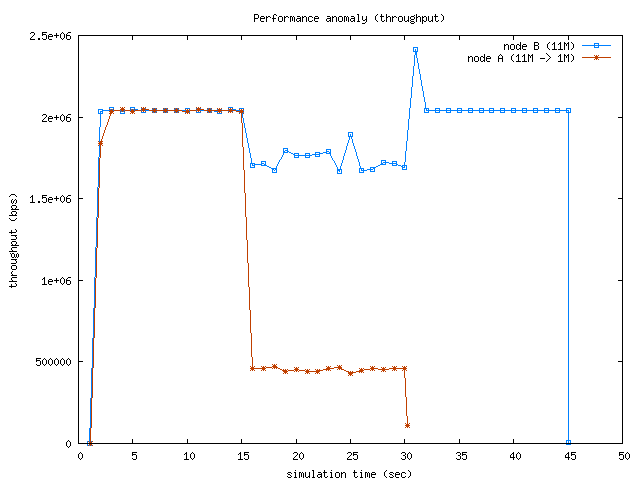 Performance anomaly (throughput)
2.5e+06
2e+06
1.5e+06
1e+06
500000
0
throughput (bps)
node B (11M)
node A (11M -> 1M)
0 5 10 15 20 25 30 35 40 45 50
simulation time (sec)